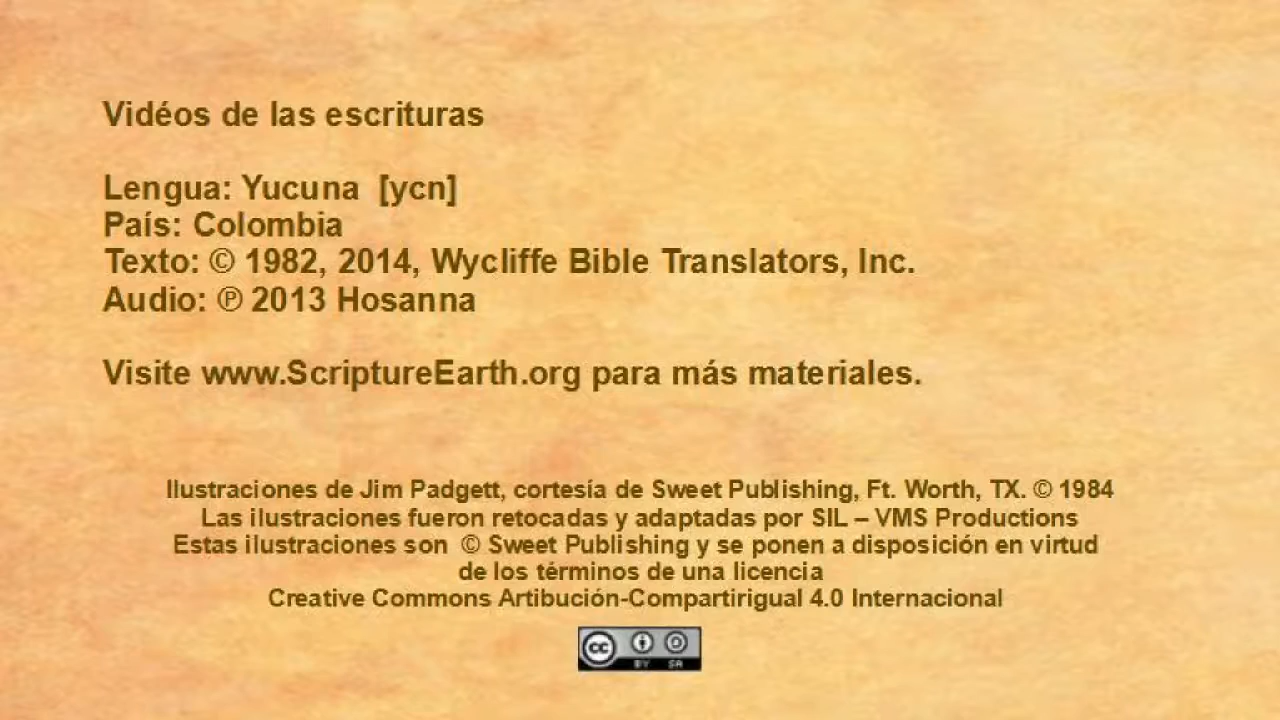 Vidéos de las escrituras
Lengua: Yucuna [ycn]
País: Colombia
Texto: © 1982, 2014, Wycliffe Bible Translators, Inc.
Audio: ℗ 2013 Hosanna
Visite www.ScriptureEarth.org para más materiales.
Ilustraciones de Jim Padgett, cortesía de Sweet Publishing, Ft. Worth, TX. © 1984
Las ilustraciones fueron retocadas y adaptadas por SIL – VMS Productions
Estas ilustraciones son © Sweet Publishing y se ponen a disposición en virtud
de los términos de una licencia
Creative Commons Artibución-Compartirigual 4.0 Internacional
cc
BY SA